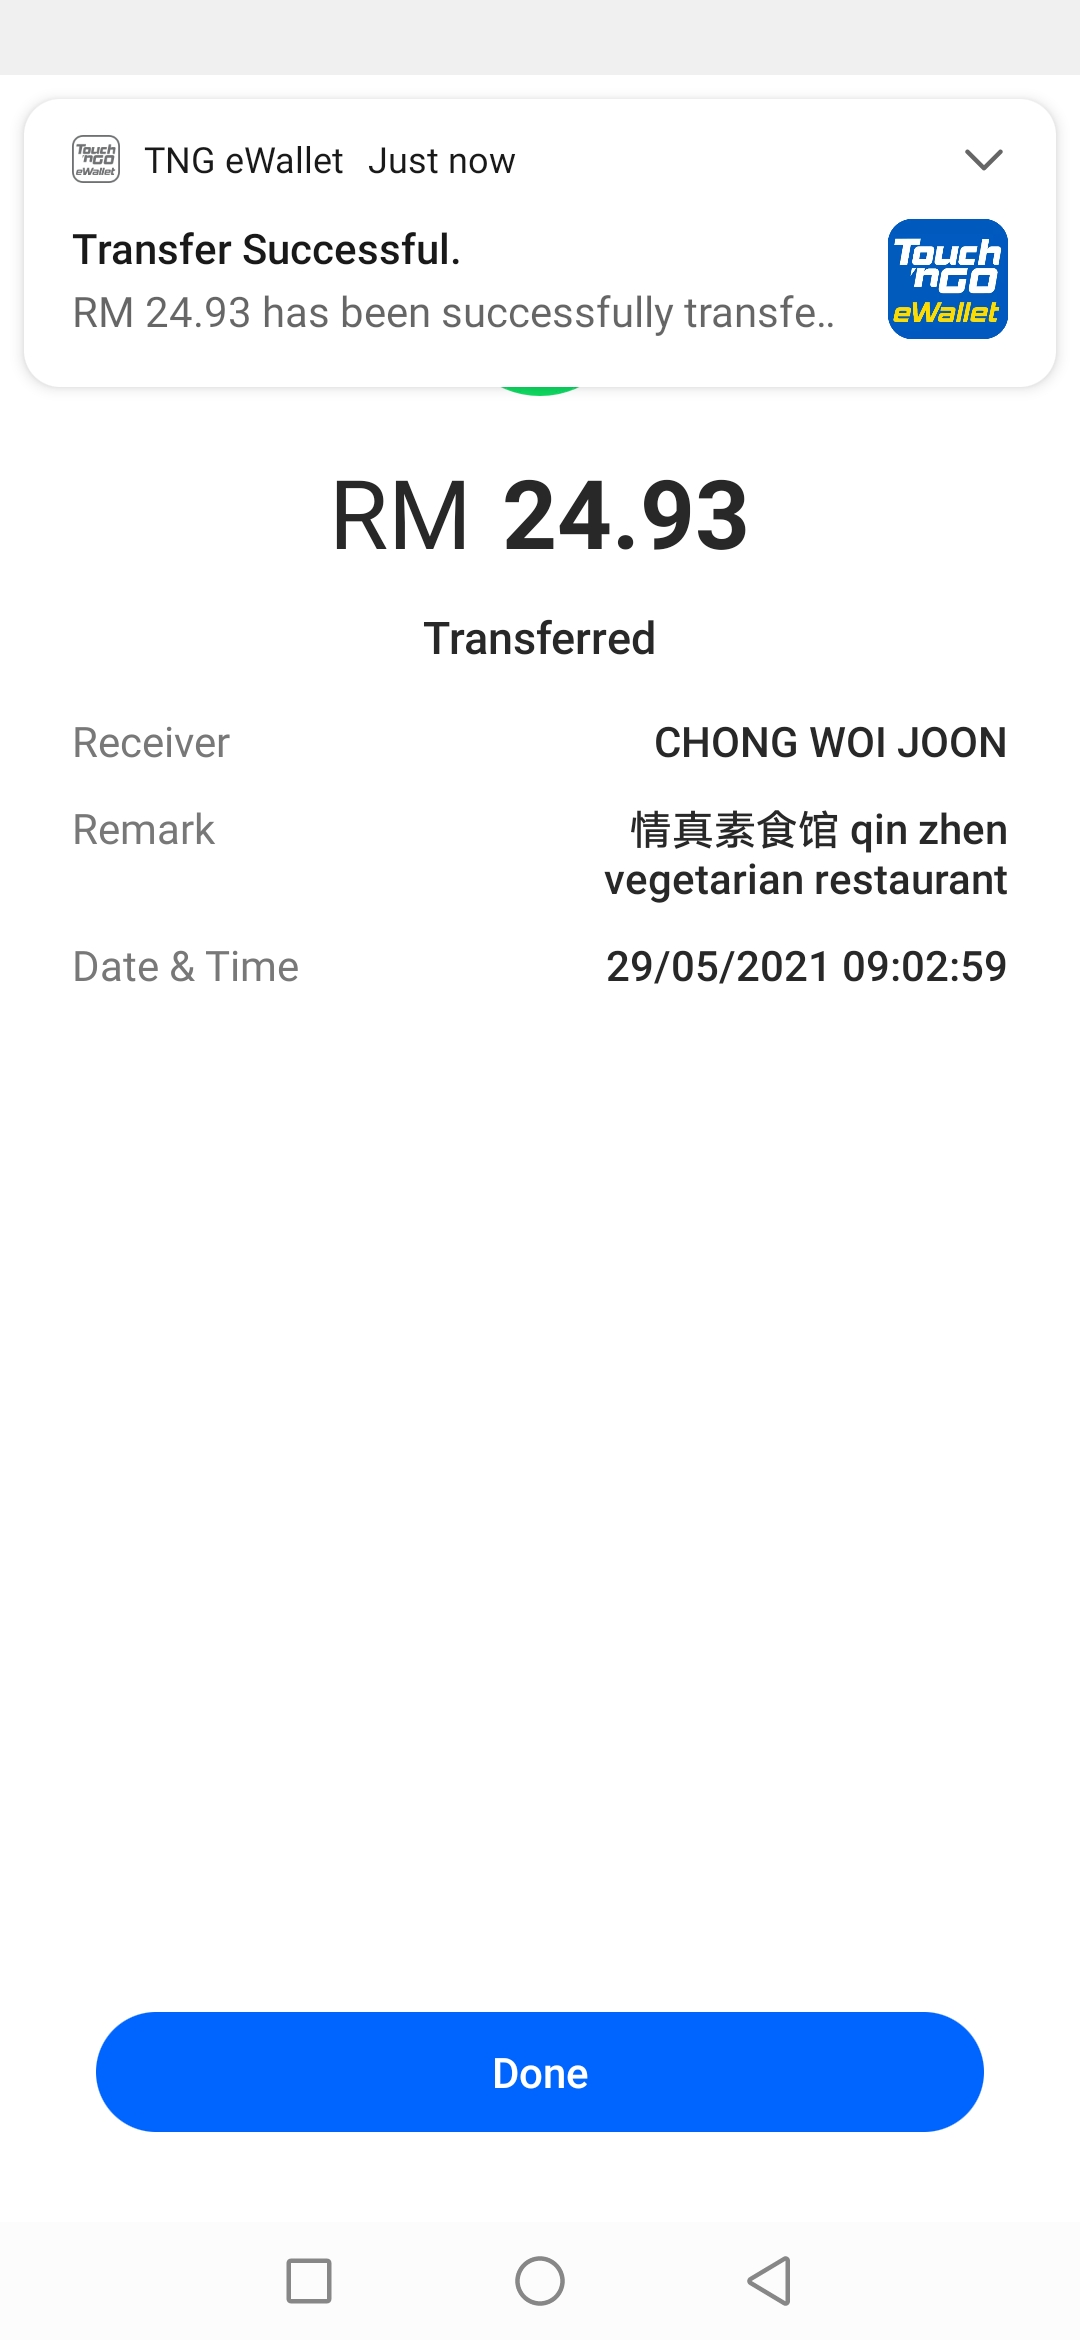 Touch 'nGO eWallet TNG eWallet Just now
Transfer Successful.
RM 24.93 has been successfully transfe..
Touch
'nGO
eWallet
RM 24.93
Transferred
Receiver CHONG WOI JOON
Remark 情真素食馆 qin zhen
vegetarian restaurant
Date & Time 29/05/2021 09:02:59
Done